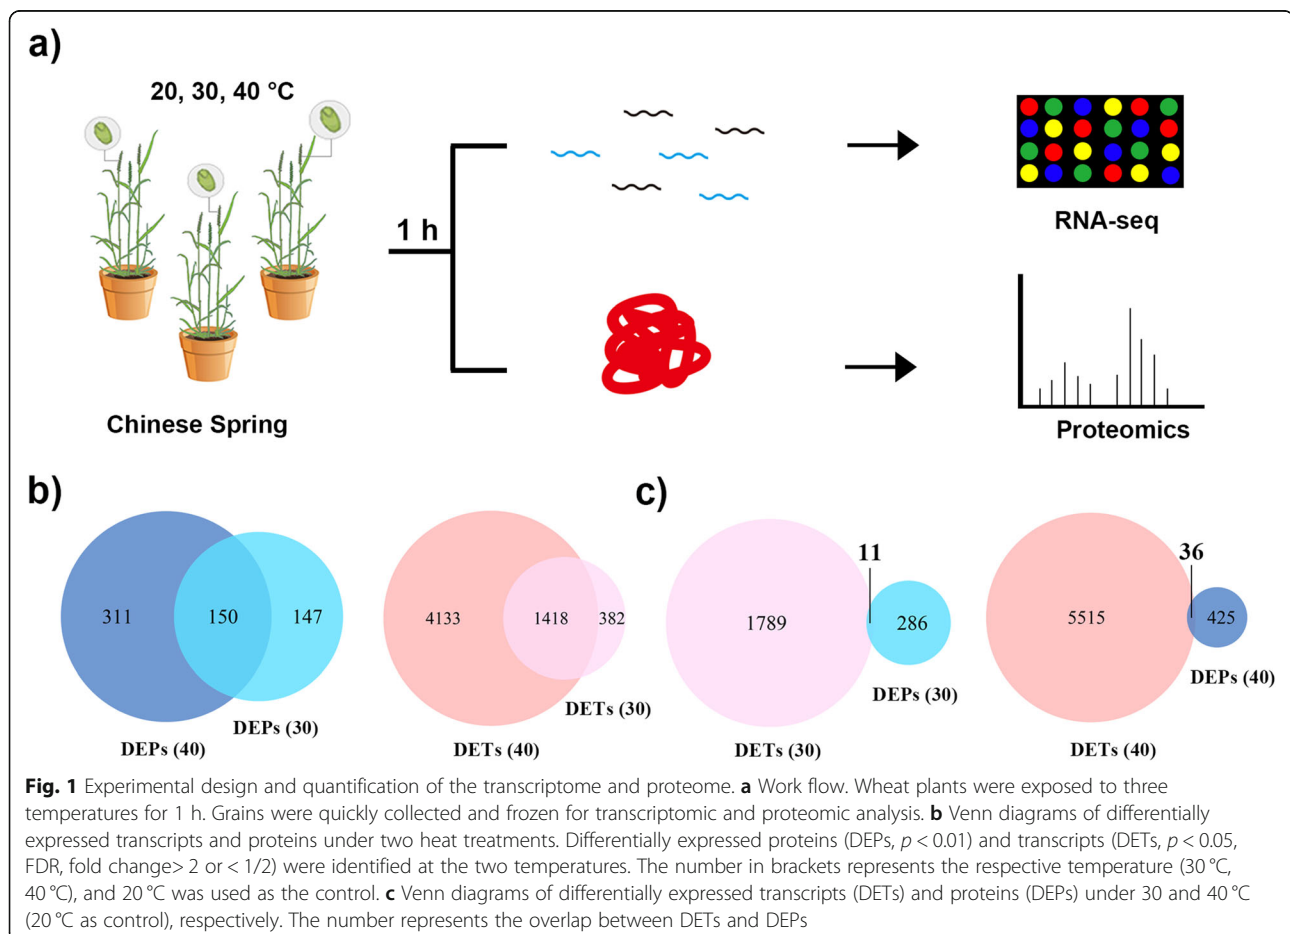 a)
20, 30, 40 °C
1 h
RNA-seq
Chinese Spring
Proteomics
b)
311
150
147
DEPs (30)
DEPs (40)
4133
1418
382
DETs (30)
DETs (40)
c)
1789
11
286
DEPs (30)
DETs (30)
5515
36
425
DEPs (40)
DETs (40)
Fig. 1 Experimental design and quantification of the transcriptome and proteome. a Work flow. Wheat plants were exposed to three
temperatures for 1 h. Grains were quickly collected and frozen for transcriptomic and proteomic analysis. b Venn diagrams of differentially
expressed transcripts and proteins under two heat treatments. Differentially expressed proteins (DEPs, p < 0.01) and transcripts (DETs, p < 0.05,
FDR, fold change> 2 or < 1/2) were identified at the two temperatures. The number in brackets represents the respective temperature (30 °C,
40 °C), and 20 °C was used as the control. c Venn diagrams of differentially expressed transcripts (DETs) and proteins (DEPs) under 30 and 40 °C
(20 °C as control), respectively. The number represents the overlap between DETs and DEPs